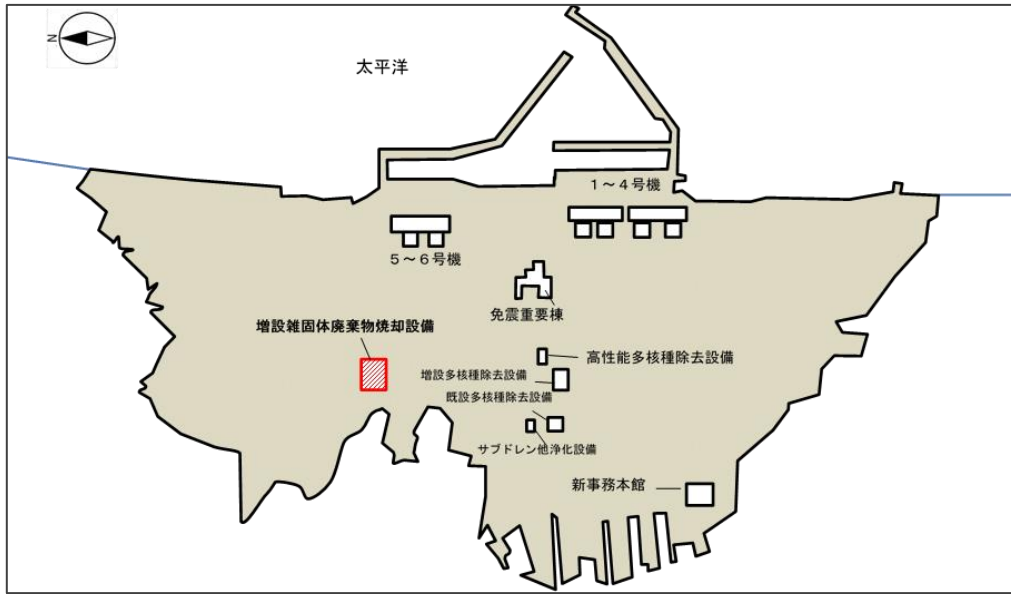 N
太平洋
１～４号機
５～６号機
免震重要棟
増設雑固体廃棄物焼却設備
高性能多核種除去設備
増設多核種除去設備
既設多核種除去設備
サブドレン他浄化設備
新事務本館